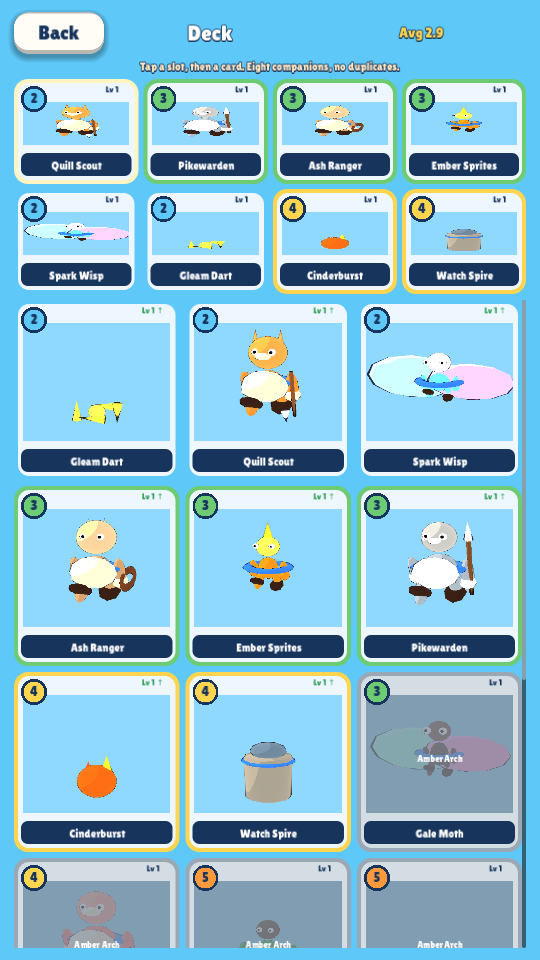 Back
Deck
Avg 2.9
Tap a slot, then a card. Eight companions, no duplicates.
2
Lv 1
Quill Scout
3
Lv 1
Pikewarden
3
Lv 1
Ash Ranger
3
Lv 1
Ember Sprites
2
Lv 1
Spark Wisp
2
Lv 1
Gleam Dart
4
Lv 1
Cinderburst
4
Lv 1
Watch Spire
2
Lv 1 ↑
Gleam Dart
2
Lv 1 ↑
Quill Scout
2
Lv 1 ↑
Spark Wisp
3
Lv 1 ↑
Ash Ranger
3
Lv 1 ↑
Ember Sprites
3
Lv 1 ↑
Pikewarden
4
Lv 1 ↑
Cinderburst
4
Lv 1 ↑
Watch Spire
3
Lv 1
Amber Arch
Gale Moth
4
Lv 1
Amber Arch
5
Lv 1
Amber Arch
5
Lv 1
Amber Arch